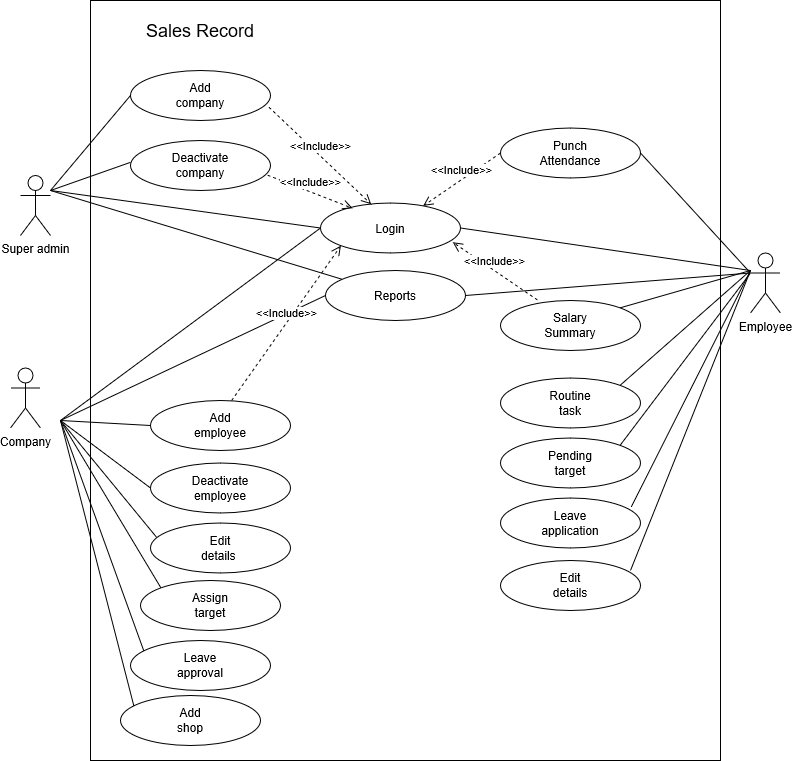 Sales Record
Add
company
<<Include>>
Punch
Attendance
Deactivate
company
<<Include>>
<<Include>>
Super admin
Login
<<Include>>
Reports
<<Include>>
Salary
Summary
Employee
Company
Add
employee
Routine
task
Deactivate
employee
Pending
target
Edit
details
Leave
application
Assign
target
Edit
details
Leave
approval
Add
shop